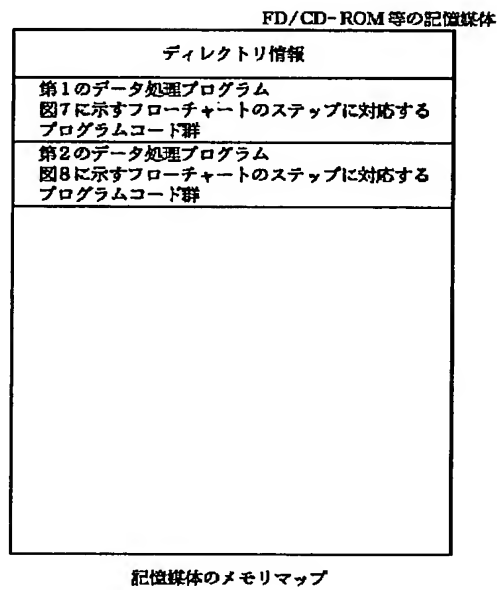 FD/CD-ROM等の記憶媒体
ディレクトリ情報
第1のデータ処理プログラム
図7に示すフローチャートのステップに対応する
プログラムコード群
第2のデータ処理プログラム
図8に示すフローチャートのステップに対応する
プログラムコード群
記憶媒体のメモリマップ